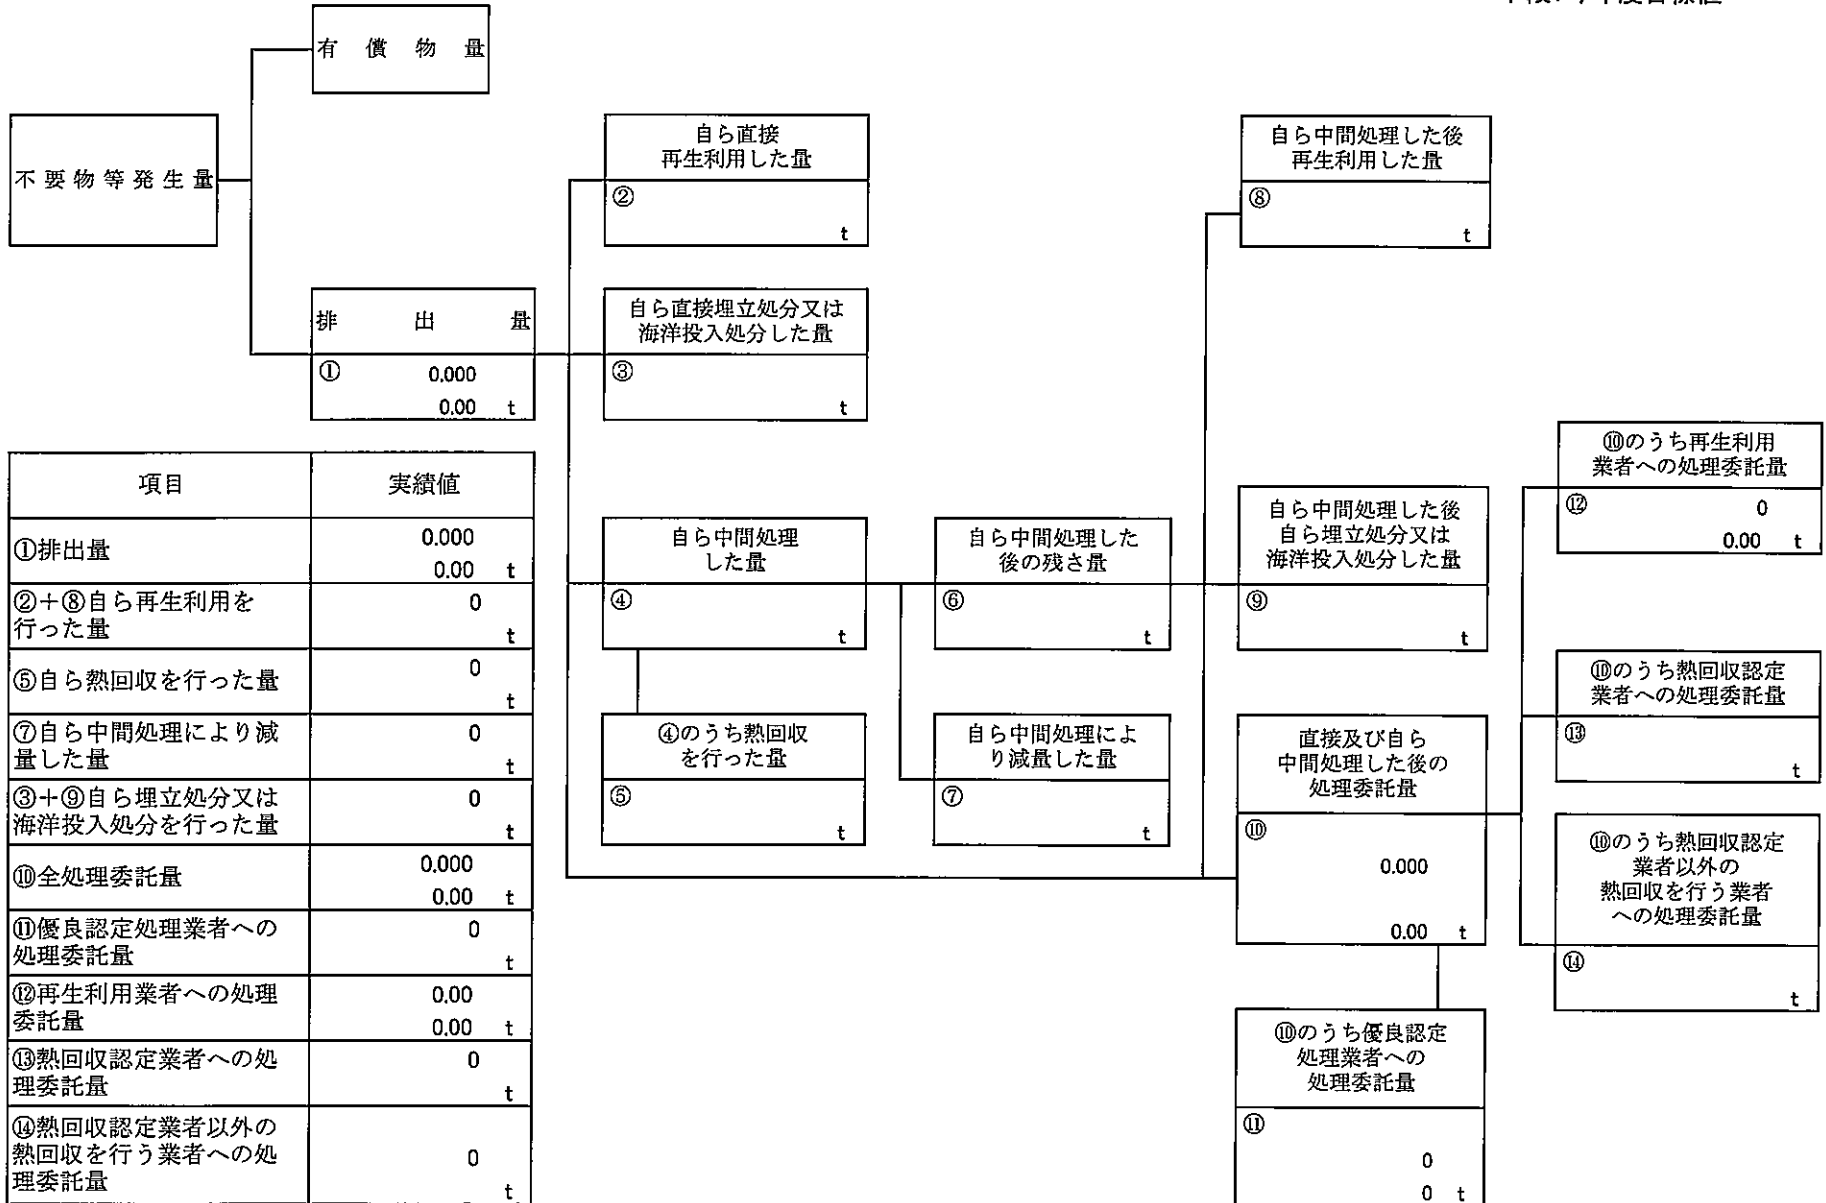 有償物量
不要物等発生量
排出量
① 0.000
0.00 t
自ら直接
再生利用した量
②
t
自ら直接埋立処分又は
海洋投入処分した量
③
t
自ら中間処理
した量
④
t
④のうち熱回収
を行った量
⑤
t
自ら中間処理した
後の残さ量
⑥
t
自ら中間処理によ
り減量した量
⑦
t
自ら中間処理した後
再生利用した量
⑧
t
自ら中間処理した後
自ら埋立処分又は
海洋投入処分した量
⑨
t
直接及び自ら
中間処理した後の
処理委託量
⑩
0.000
0.00 t
⑩のうち優良認定
処理業者への
処理委託量
⑪
0
0 t
⑩のうち再生利用
業者への処理委託量
⑫ 0
0.00 t
⑩のうち熱回収認定
業者への処理委託量
⑬
t
⑩のうち熱回収認定
業者以外の
熱回収を行う業者
への処理委託量
⑭
t
項目 実績値
①排出量 0.000
0.00 t
②+⑧自ら再生利用を 0
行った量 t
⑤自ら熱回収を行った量 0
t
⑦自ら中間処理により減 0
量した量 t
③+⑨自ら埋立処分又は 0
海洋投入処分を行った量 t
⑩全処理委託量 0.000
0.00 t
⑪優良認定処理業者への 0
処理委託量 t
⑫再生利用業者への処理 0.00
委託量 0.00 t
⑬熱回収認定業者への処 0
理委託量 t
⑭熱回収認定業者以外の
熱回収を行う業者への処 0
理委託量 t